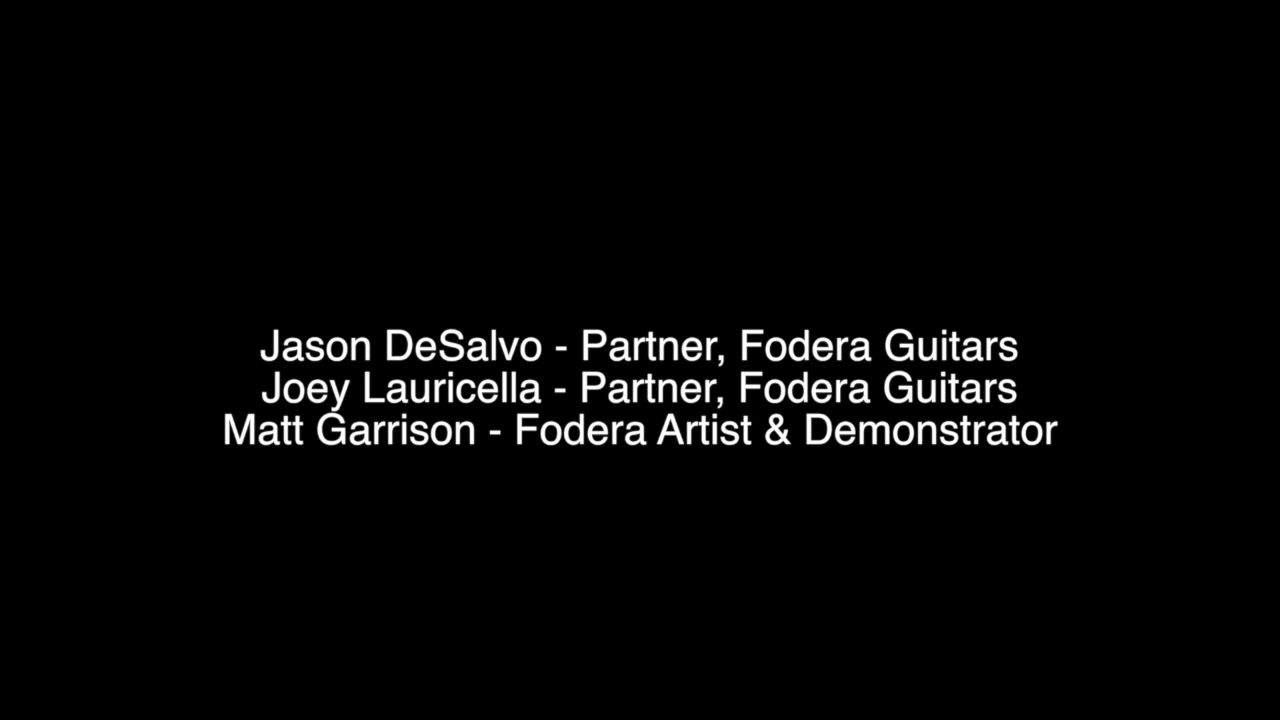 Jason DeSalvo - Partner, Fodera Guitars
Joey Lauricella - Partner, Fodera Guitars
Matt Garrison - Fodera Artist & Demonstrator